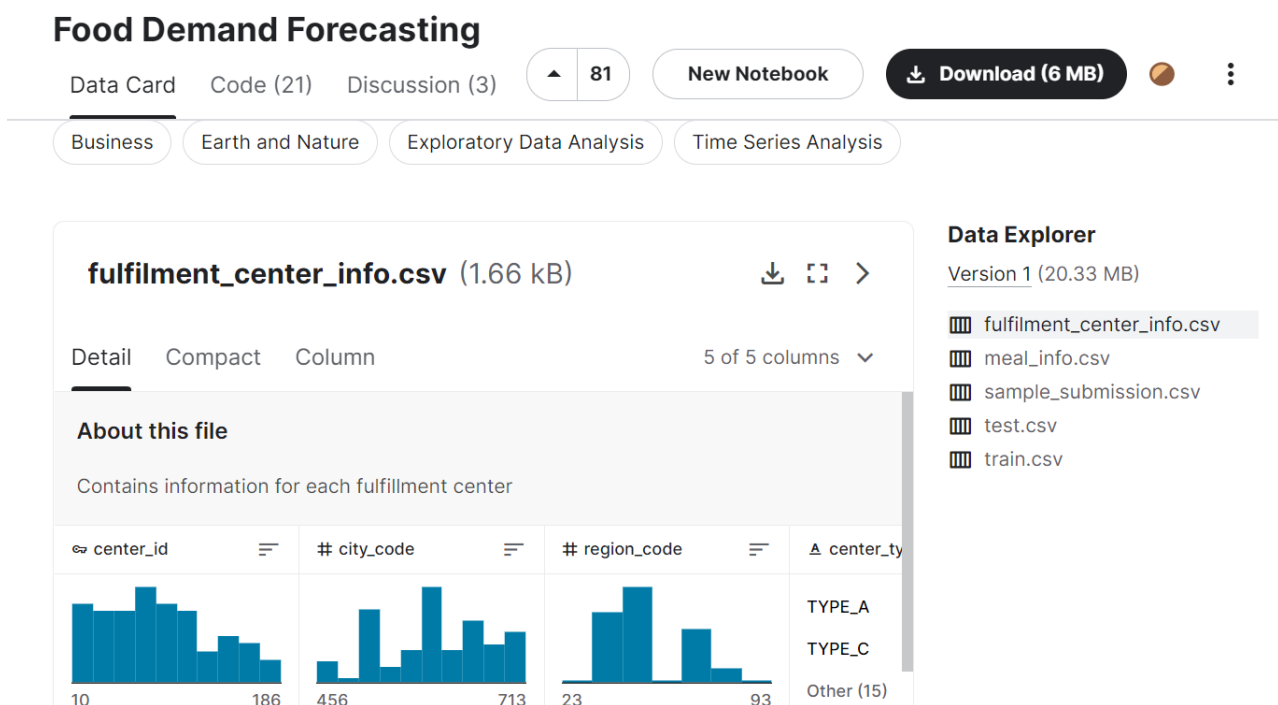 Food Demand Forecasting
Data Card Code (21) Discussion (3) 81 New Notebook Download (6 MB)
Business Earth and Nature Exploratory Data Analysis Time Series Analysis
fulfilment_center_info.csv (1.66 kB)
Detail Compact Column 5 of 5 columns
About this file
Contains information for each fulfillment center
center_id # city_code # region_code A center_ty
TYPE_A
TYPE_C
Other (15)
10 186 456 713 23 93
Data Explorer
Version 1 (20.33 MB)
fulfilment_center_info.csv
meal_info.csv
sample_submission.csv
test.csv
train.csv